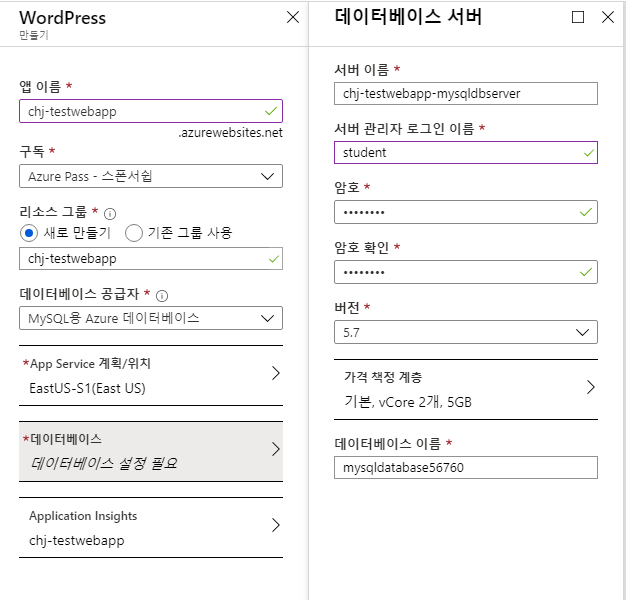 WordPress
만들기
앱 이름 *
chj-testwebapp
.azurewebsites.net
구독 *
Azure Pass - 스폰서쉽
리소스 그룹 *
새로 만들기
기존 그룹 사용
chj-testwebapp
데이터베이스 공급자 *
MySQL용 Azure 데이터베이스
*App Service 계획/위치
EastUS-S1(East US)
*데이터베이스
데이터베이스 설정 필요
Application Insights
chj-testwebapp
데이터베이스 서버
서버 이름 *
chj-testwebapp-mysqldbserver
서버 관리자 로그인 이름 *
student
암호 *
••••••••
암호 확인 *
••••••••
버전 *
5.7
가격 책정 계층
기본, vCore 2개, 5GB
데이터베이스 이름 *
mysqldatabase56760